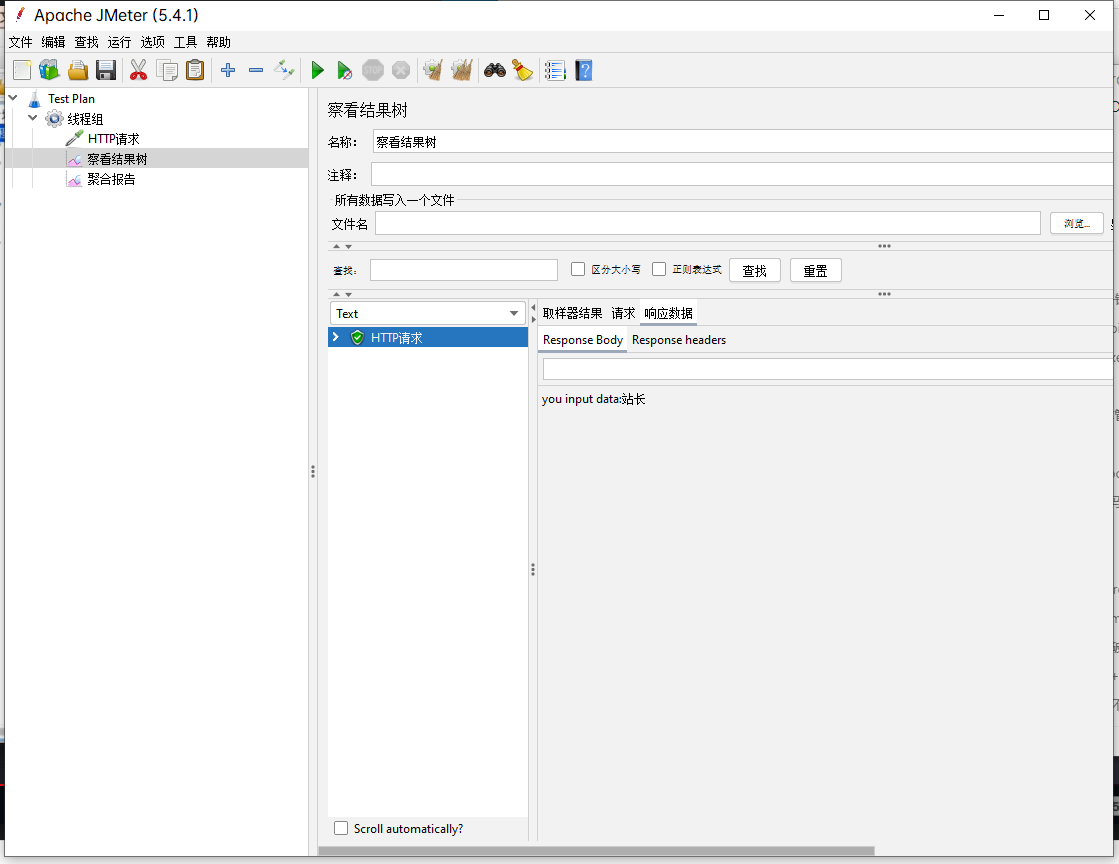 Apache JMeter (5.4.1)
文件 编辑 查找 运行 选项 工具 帮助
STOP
Test Plan
线程组
HTTP请求
察看结果树
聚合报告
察看结果树
名称： 察看结果树
注释：
所有数据写入一个文件
文件名 浏览...
查找: 区分大小写 正则表达式 查找 重置
Text
HTTP请求
取样器结果 请求 响应数据
Response Body Response headers
you input data:站长
Scroll automatically?